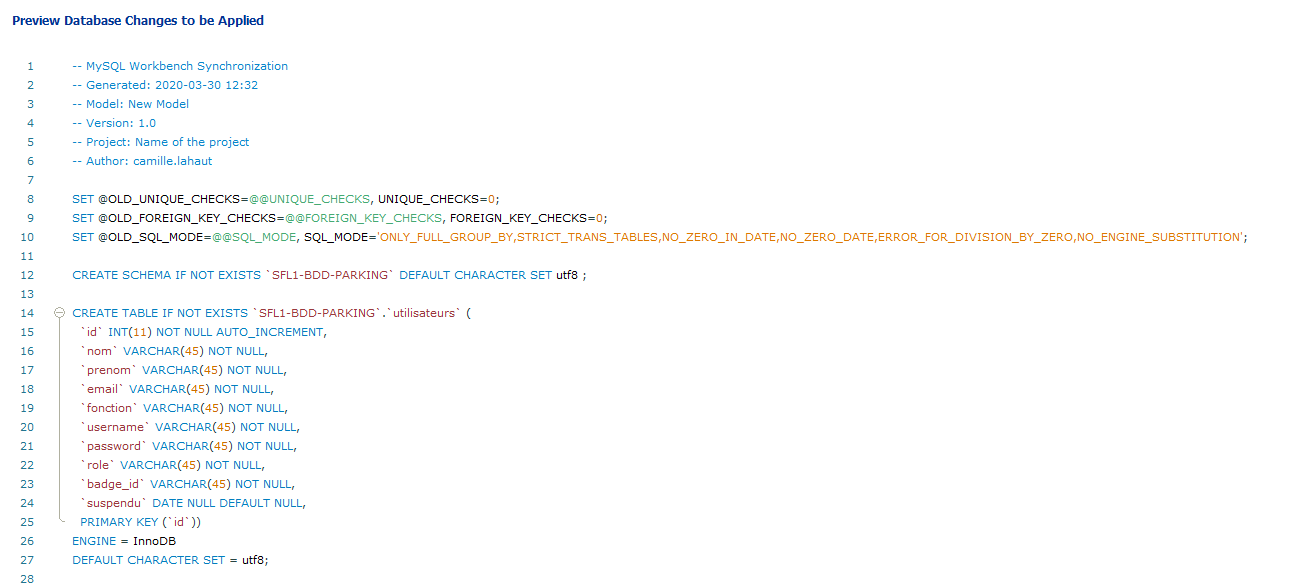 Preview Database Changes to be Applied
1 -- MySQL Workbench Synchronization
2 -- Generated: 2020-03-30 12:32
3 -- Model: New Model
4 -- Version: 1.0
5 -- Project: Name of the project
6 -- Author: camille.lahaut
7
8 SET @OLD_UNIQUE_CHECKS=@@UNIQUE_CHECKS, UNIQUE_CHECKS=0;
9 SET @OLD_FOREIGN_KEY_CHECKS=@@FOREIGN_KEY_CHECKS, FOREIGN_KEY_CHECKS=0;
10 SET @OLD_SQL_MODE=@@SQL_MODE, SQL_MODE='ONLY_FULL_GROUP_BY,STRICT_TRANS_TABLES,NO_ZERO_IN_DATE,NO_ZERO_DATE,ERROR_FOR_DIVISION_BY_ZERO,NO_ENGINE_SUBSTITUTION';
11
12 CREATE SCHEMA IF NOT EXISTS `SFL1-BDD-PARKING` DEFAULT CHARACTER SET utf8 ;
13
14 CREATE TABLE IF NOT EXISTS `SFL1-BDD-PARKING`.`utilisateurs` (
15 `id` INT(11) NOT NULL AUTO_INCREMENT,
16 `nom` VARCHAR(45) NOT NULL,
17 `prenom` VARCHAR(45) NOT NULL,
18 `email` VARCHAR(45) NOT NULL,
19 `fonction` VARCHAR(45) NOT NULL,
20 `username` VARCHAR(45) NOT NULL,
21 `password` VARCHAR(45) NOT NULL,
22 `role` VARCHAR(45) NOT NULL,
23 `badge_id` VARCHAR(45) NOT NULL,
24 `suspendu` DATE NULL DEFAULT NULL,
25 PRIMARY KEY (`id`))
26 ENGINE = InnoDB
27 DEFAULT CHARACTER SET = utf8;
28